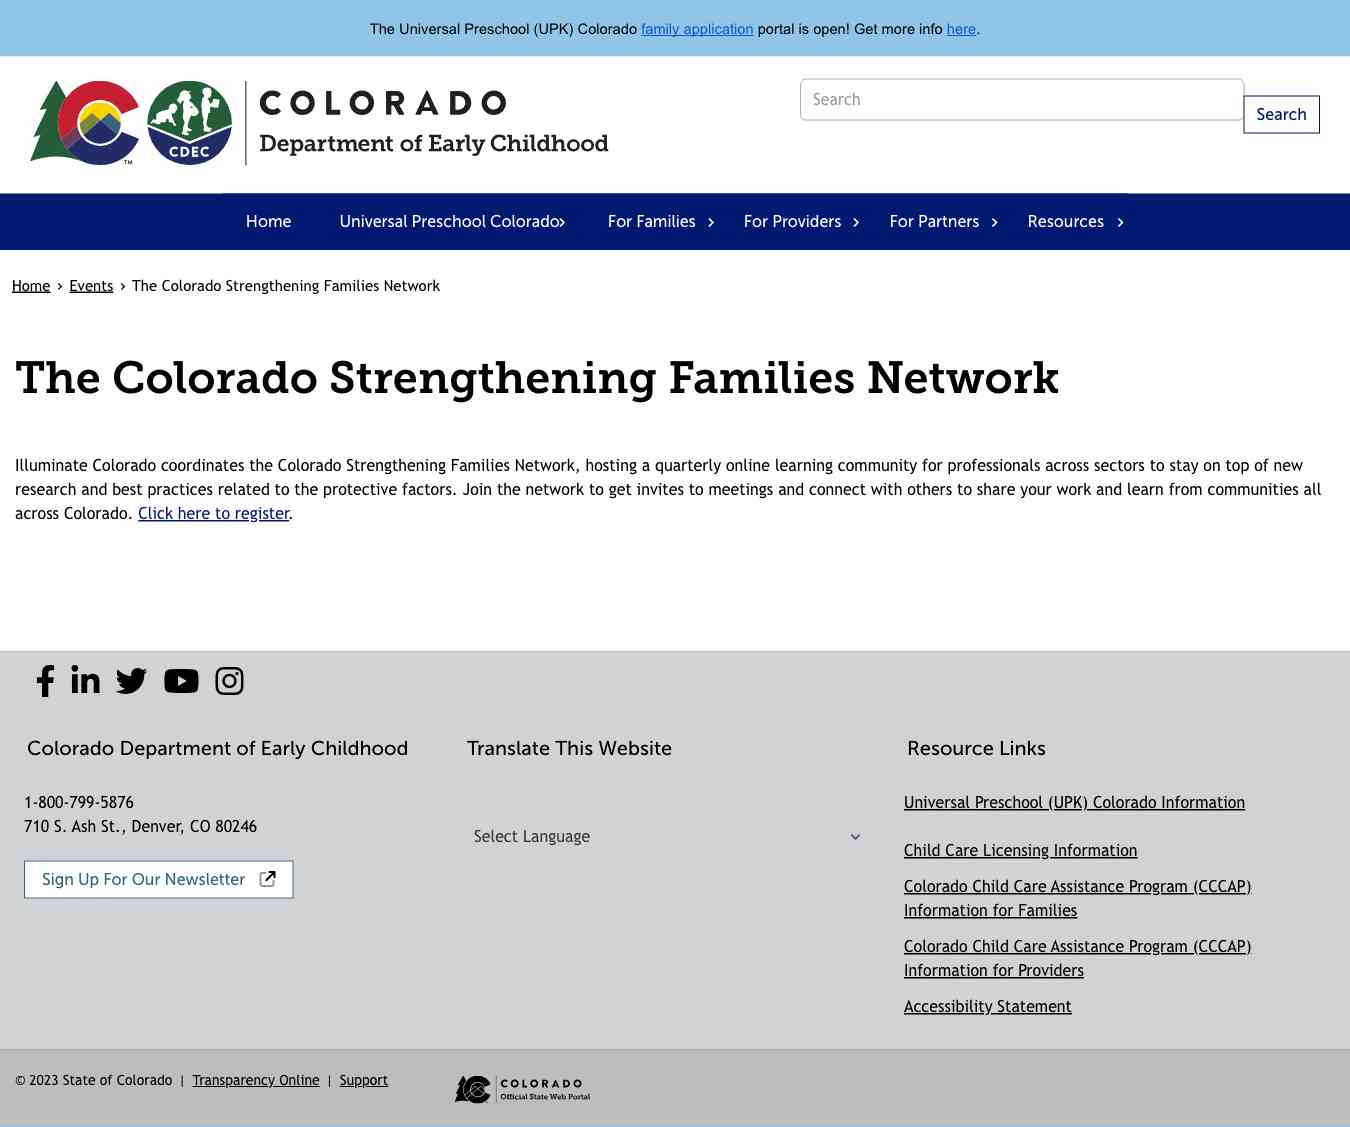 The Universal Preschool (UPK) Colorado family application portal is open! Get more info here.
CDEC
TM
COLORADO
Department of Early Childhood
Search
Search
Home
Universal Preschool Colorado
For Families
For Providers
For Partners
Resources
Home › Events › The Colorado Strengthening Families Network
The Colorado Strengthening Families Network
Illuminate Colorado coordinates the Colorado Strengthening Families Network, hosting a quarterly online learning community for professionals across sectors to stay on top of new
research and best practices related to the protective factors. Join the network to get invites to meetings and connect with others to share your work and learn from communities all
across Colorado. Click here to register.
Colorado Department of Early Childhood
1-800-799-5876
710 S. Ash St., Denver, CO 80246
Sign Up For Our Newsletter
Translate This Website
Select Language
Resource Links
Universal Preschool (UPK) Colorado Information
Child Care Licensing Information
Colorado Child Care Assistance Program (CCCAP)
Information for Families
Colorado Child Care Assistance Program (CCCAP)
Information for Providers
Accessibility Statement
© 2023 State of Colorado | Transparency Online | Support
COLORADO
Official State Web Portal